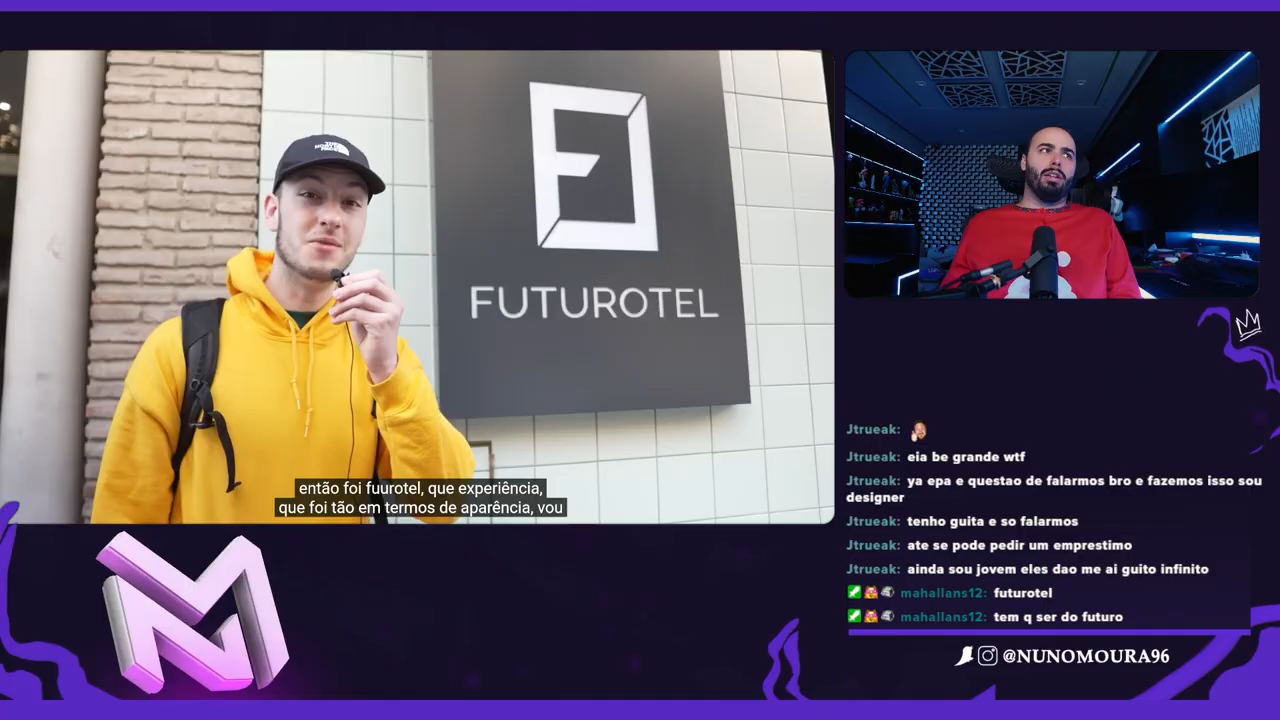 THE
NORTH
FACE
FUTUROTEL
então foi fuurotel, que experiência,
que foi tão em termos de aparência, vou
Jtrueak:
Jtrueak: eia be grande wtf
Jtrueak: ya epa e questao de falarmos bro e fazemos isso sou
designer
Jtrueak: tenho guita e so falarmos
Jtrueak: ate se pode pedir um emprestimo
Jtrueak: ainda sou jovem eles dao me ai guito infinito
mahallans12: futurotel
mahallans12: tem q ser do futuro
@NUNOMOURA96